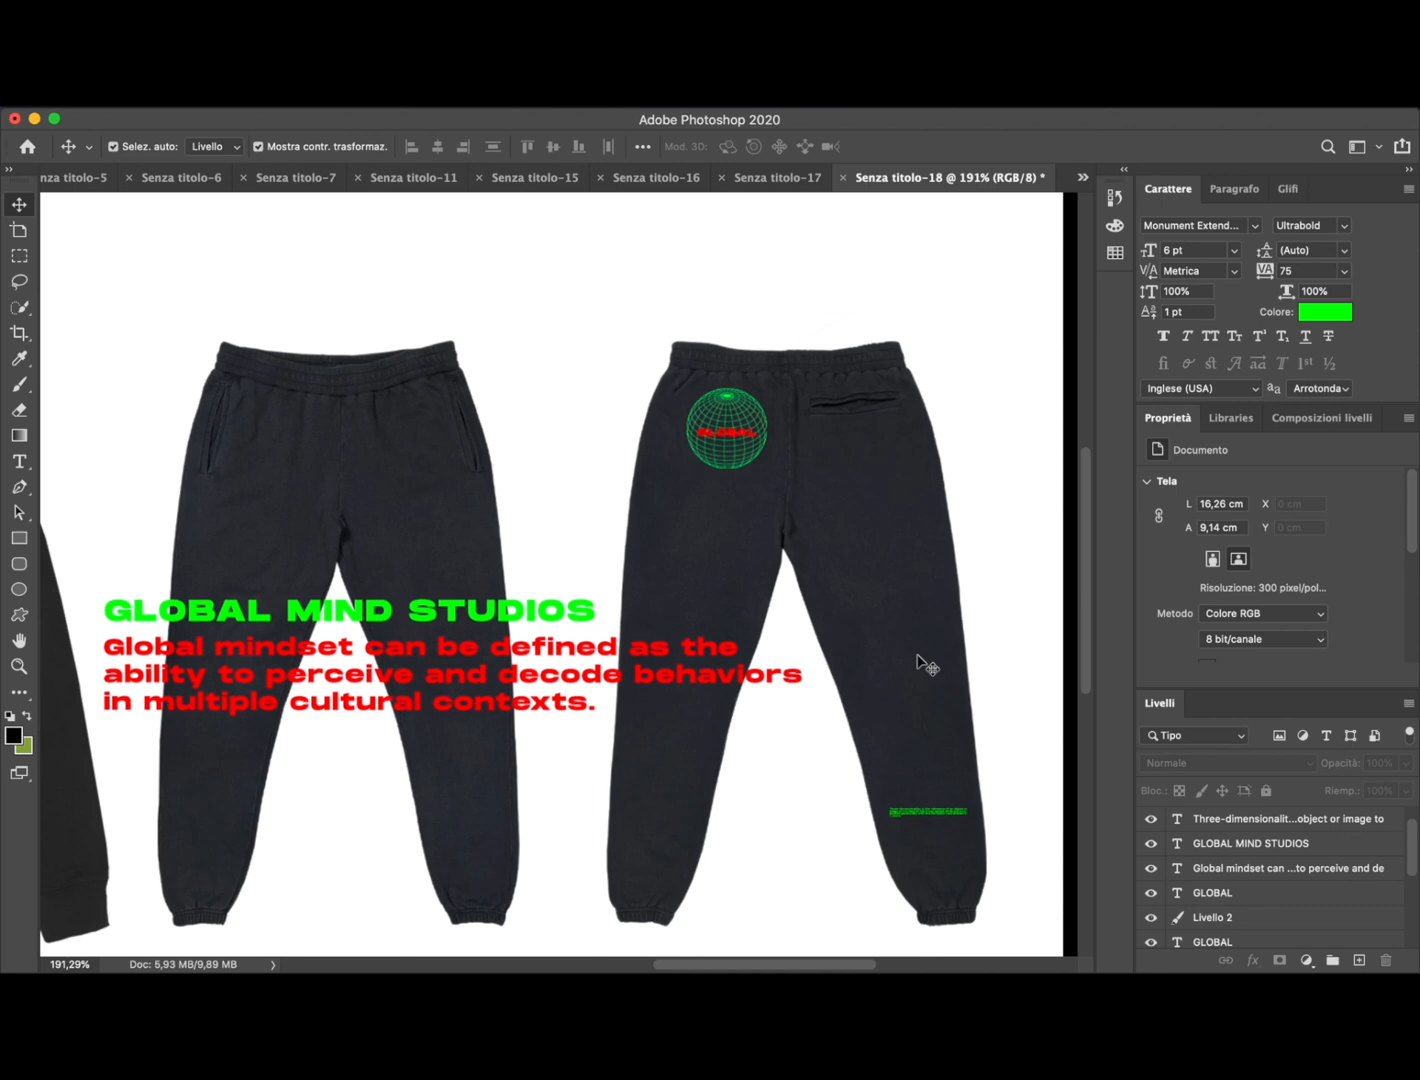 Adobe Photoshop 2020
Selez. auto: Livello Mostra contr. trasformaz. Mod. 3D:
nza titolo-5 × Senza titolo-6 × Senza titolo-7 × Senza titolo-11 × Senza titolo-15 × Senza titolo-16 × Senza titolo-17 × Senza titolo-18 @ 191% (RGB/8) *
Carattere Paragrafo Glifi
Monument Extend... Ultrabold
6 pt (Auto)
Metrica 75
100% 100%
1 pt Colore:
Inglese (USA) aa Arrotonda
Proprietà Libraries Composizioni livelli
Documento
Tela
L 16,26 cm X 0 cm
A 9,14 cm Y 0 cm
Risoluzione: 300 pixel/pol...
Metodo Colore RGB
8 bit/canale
Livelli
Tipo
Normale Opacità: 100%
Bloc.: Riemp.: 100%
Three-dimensionalit...object or image to
GLOBAL MIND STUDIOS
Global mindset can ...to perceive and de
GLOBAL
Livello 2
GLOBAL
GLOBAL
GLOBAL MIND STUDIOS
Global mindset can be defined as the
ability to perceive and decode behaviors
in multiple cultural contexts.
191,29% Doc: 5,93 MB/9,89 MB